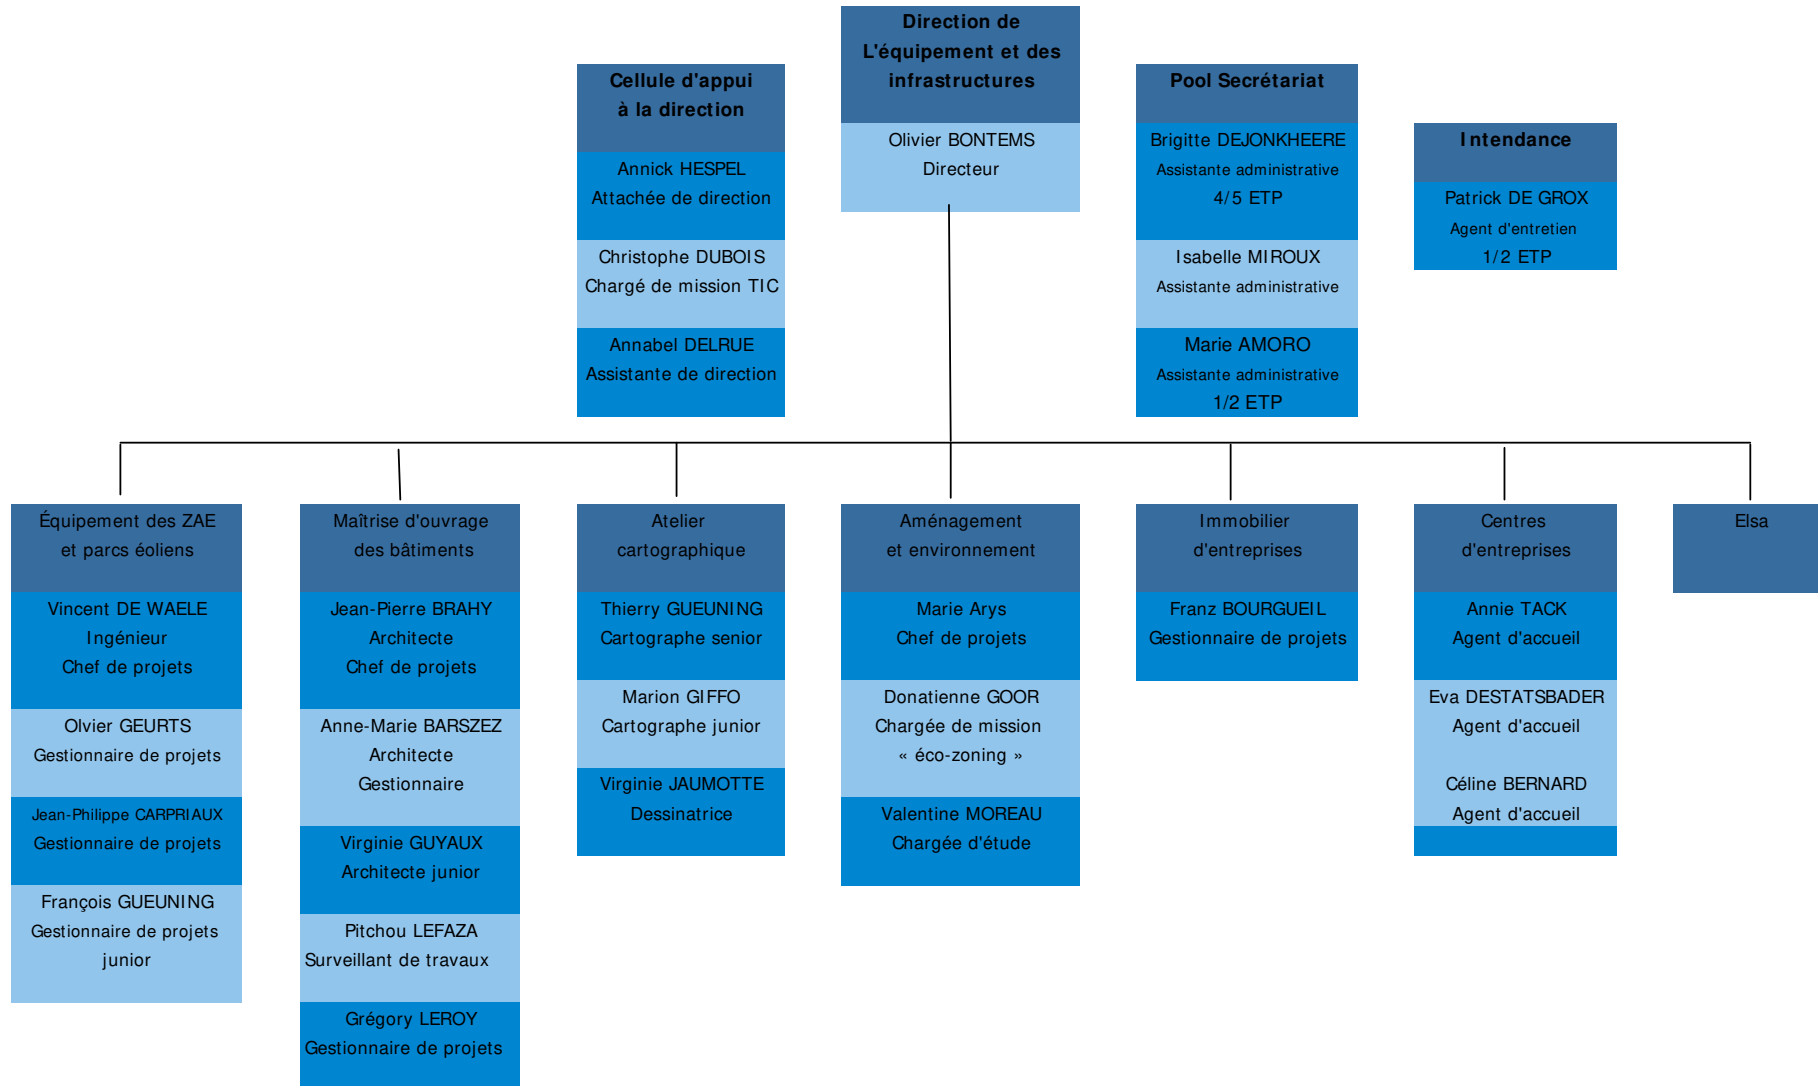 Direction de
L'équipement et des
infrastructures
Olivier BONTEMS
Directeur
Cellule d'appui
à la direction
Annick HESPEL
Attachée de direction
Christophe DUBOIS
Chargé de mission TIC
Annabel DELRUE
Assistante de direction
Pool Secrétariat
Brigitte DEJONKHEERE
Assistante administrative
4/5 ETP
Isabelle MIROUX
Assistante administrative
Marie AMORO
Assistante administrative
1/2 ETP
Intendance
Patrick DE GROX
Agent d'entretien
1/2 ETP
Équipement des ZAE
et parcs éoliens
Vincent DE WAELE
Ingénieur
Chef de projets
Olvier GEURTS
Gestionnaire de projets
Jean-Philippe CARPRIAUX
Gestionnaire de projets
François GUEUNING
Gestionnaire de projets
junior
Maîtrise d'ouvrage
des bâtiments
Jean-Pierre BRAHY
Architecte
Chef de projets
Anne-Marie BARSZEZ
Architecte
Gestionnaire
Virginie GUYAUX
Architecte junior
Pitchou LEFAZA
Surveillant de travaux
Grégory LEROY
Gestionnaire de projets
Atelier
cartographique
Thierry GUEUNING
Cartographe senior
Marion GIFFO
Cartographe junior
Virginie JAUMOTTE
Dessinatrice
Aménagement
et environnement
Marie Arys
Chef de projets
Donatienne GOOR
Chargée de mission
« éco-zoning »
Valentine MOREAU
Chargée d'étude
Immobilier
d'entreprises
Franz BOURGUEIL
Gestionnaire de projets
Centres
d'entreprises
Annie TACK
Agent d'accueil
Eva DESTATSBADER
Agent d'accueil
Céline BERNARD
Agent d'accueil
Elsa